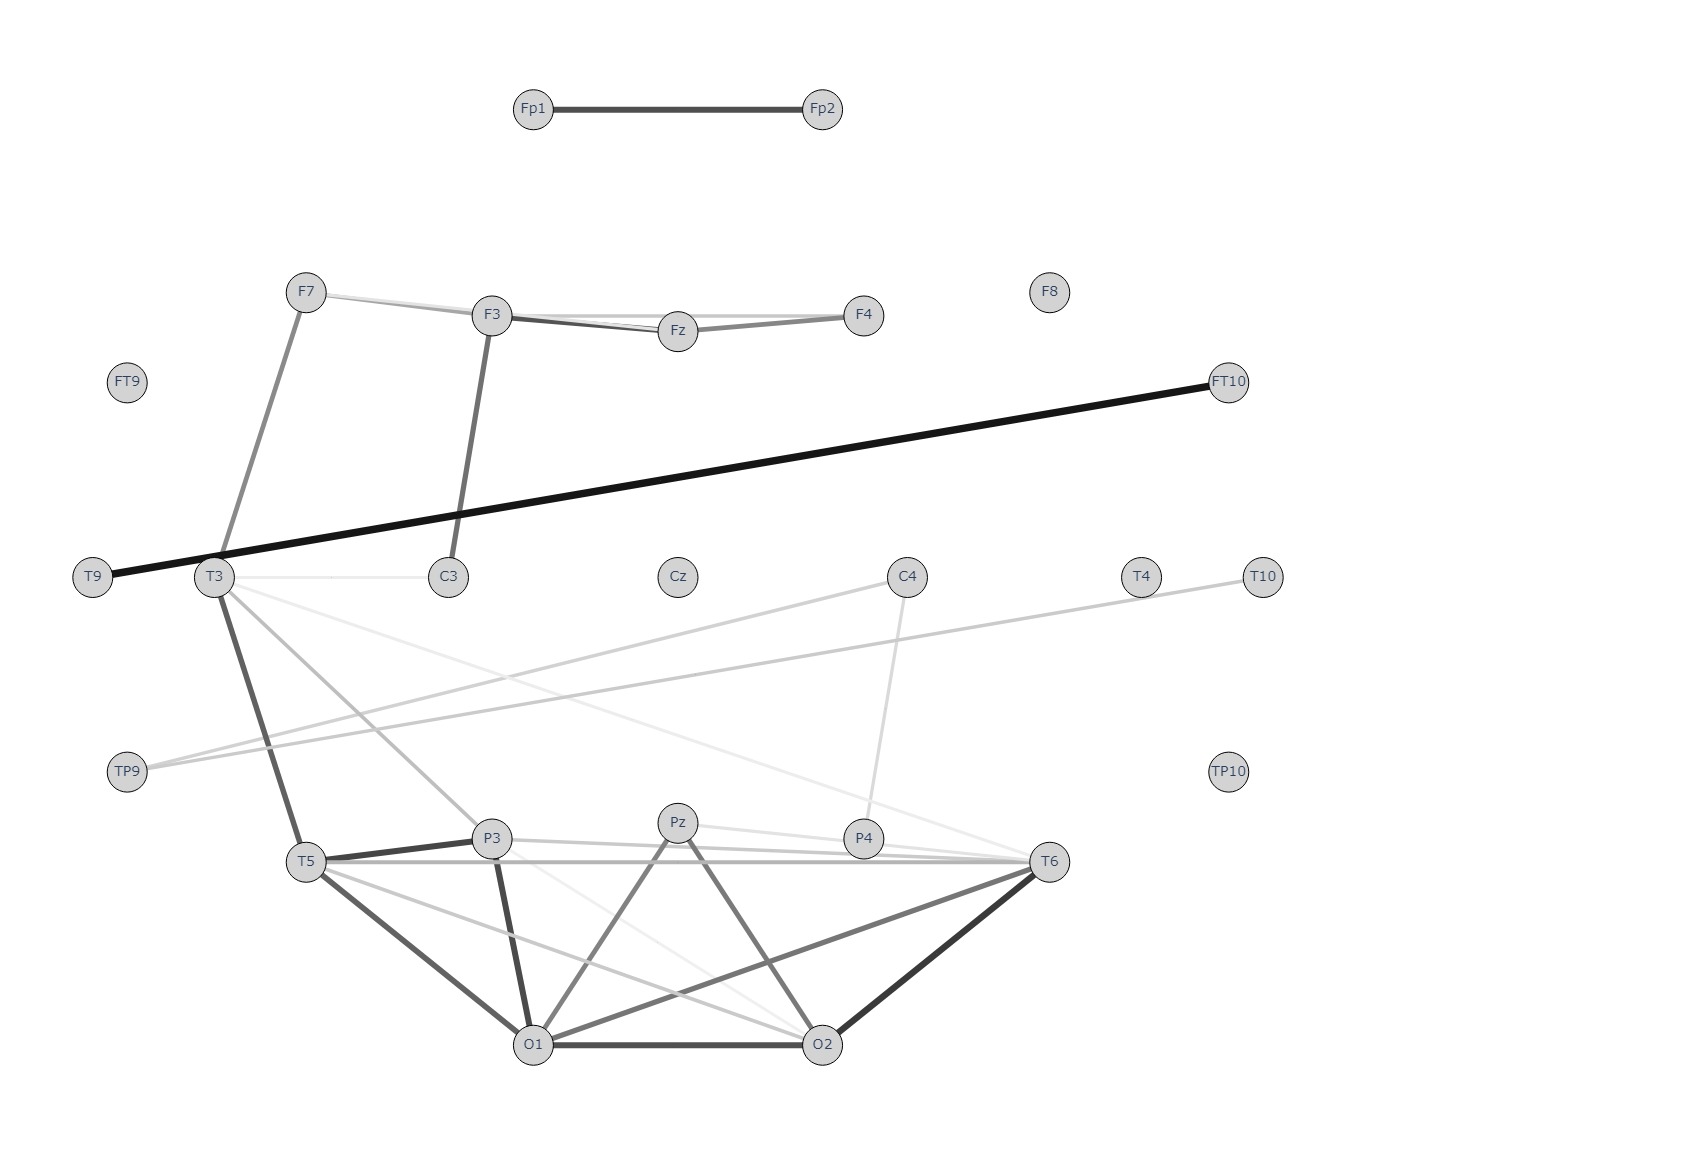 Fp1 Fp2
F7 F3 Fz F4 F8
FT9 FT10
T9 T3 C3 Cz C4 T4 T10
TP9 TP10
Pz
P3 P4
T5 T6
O1 O2